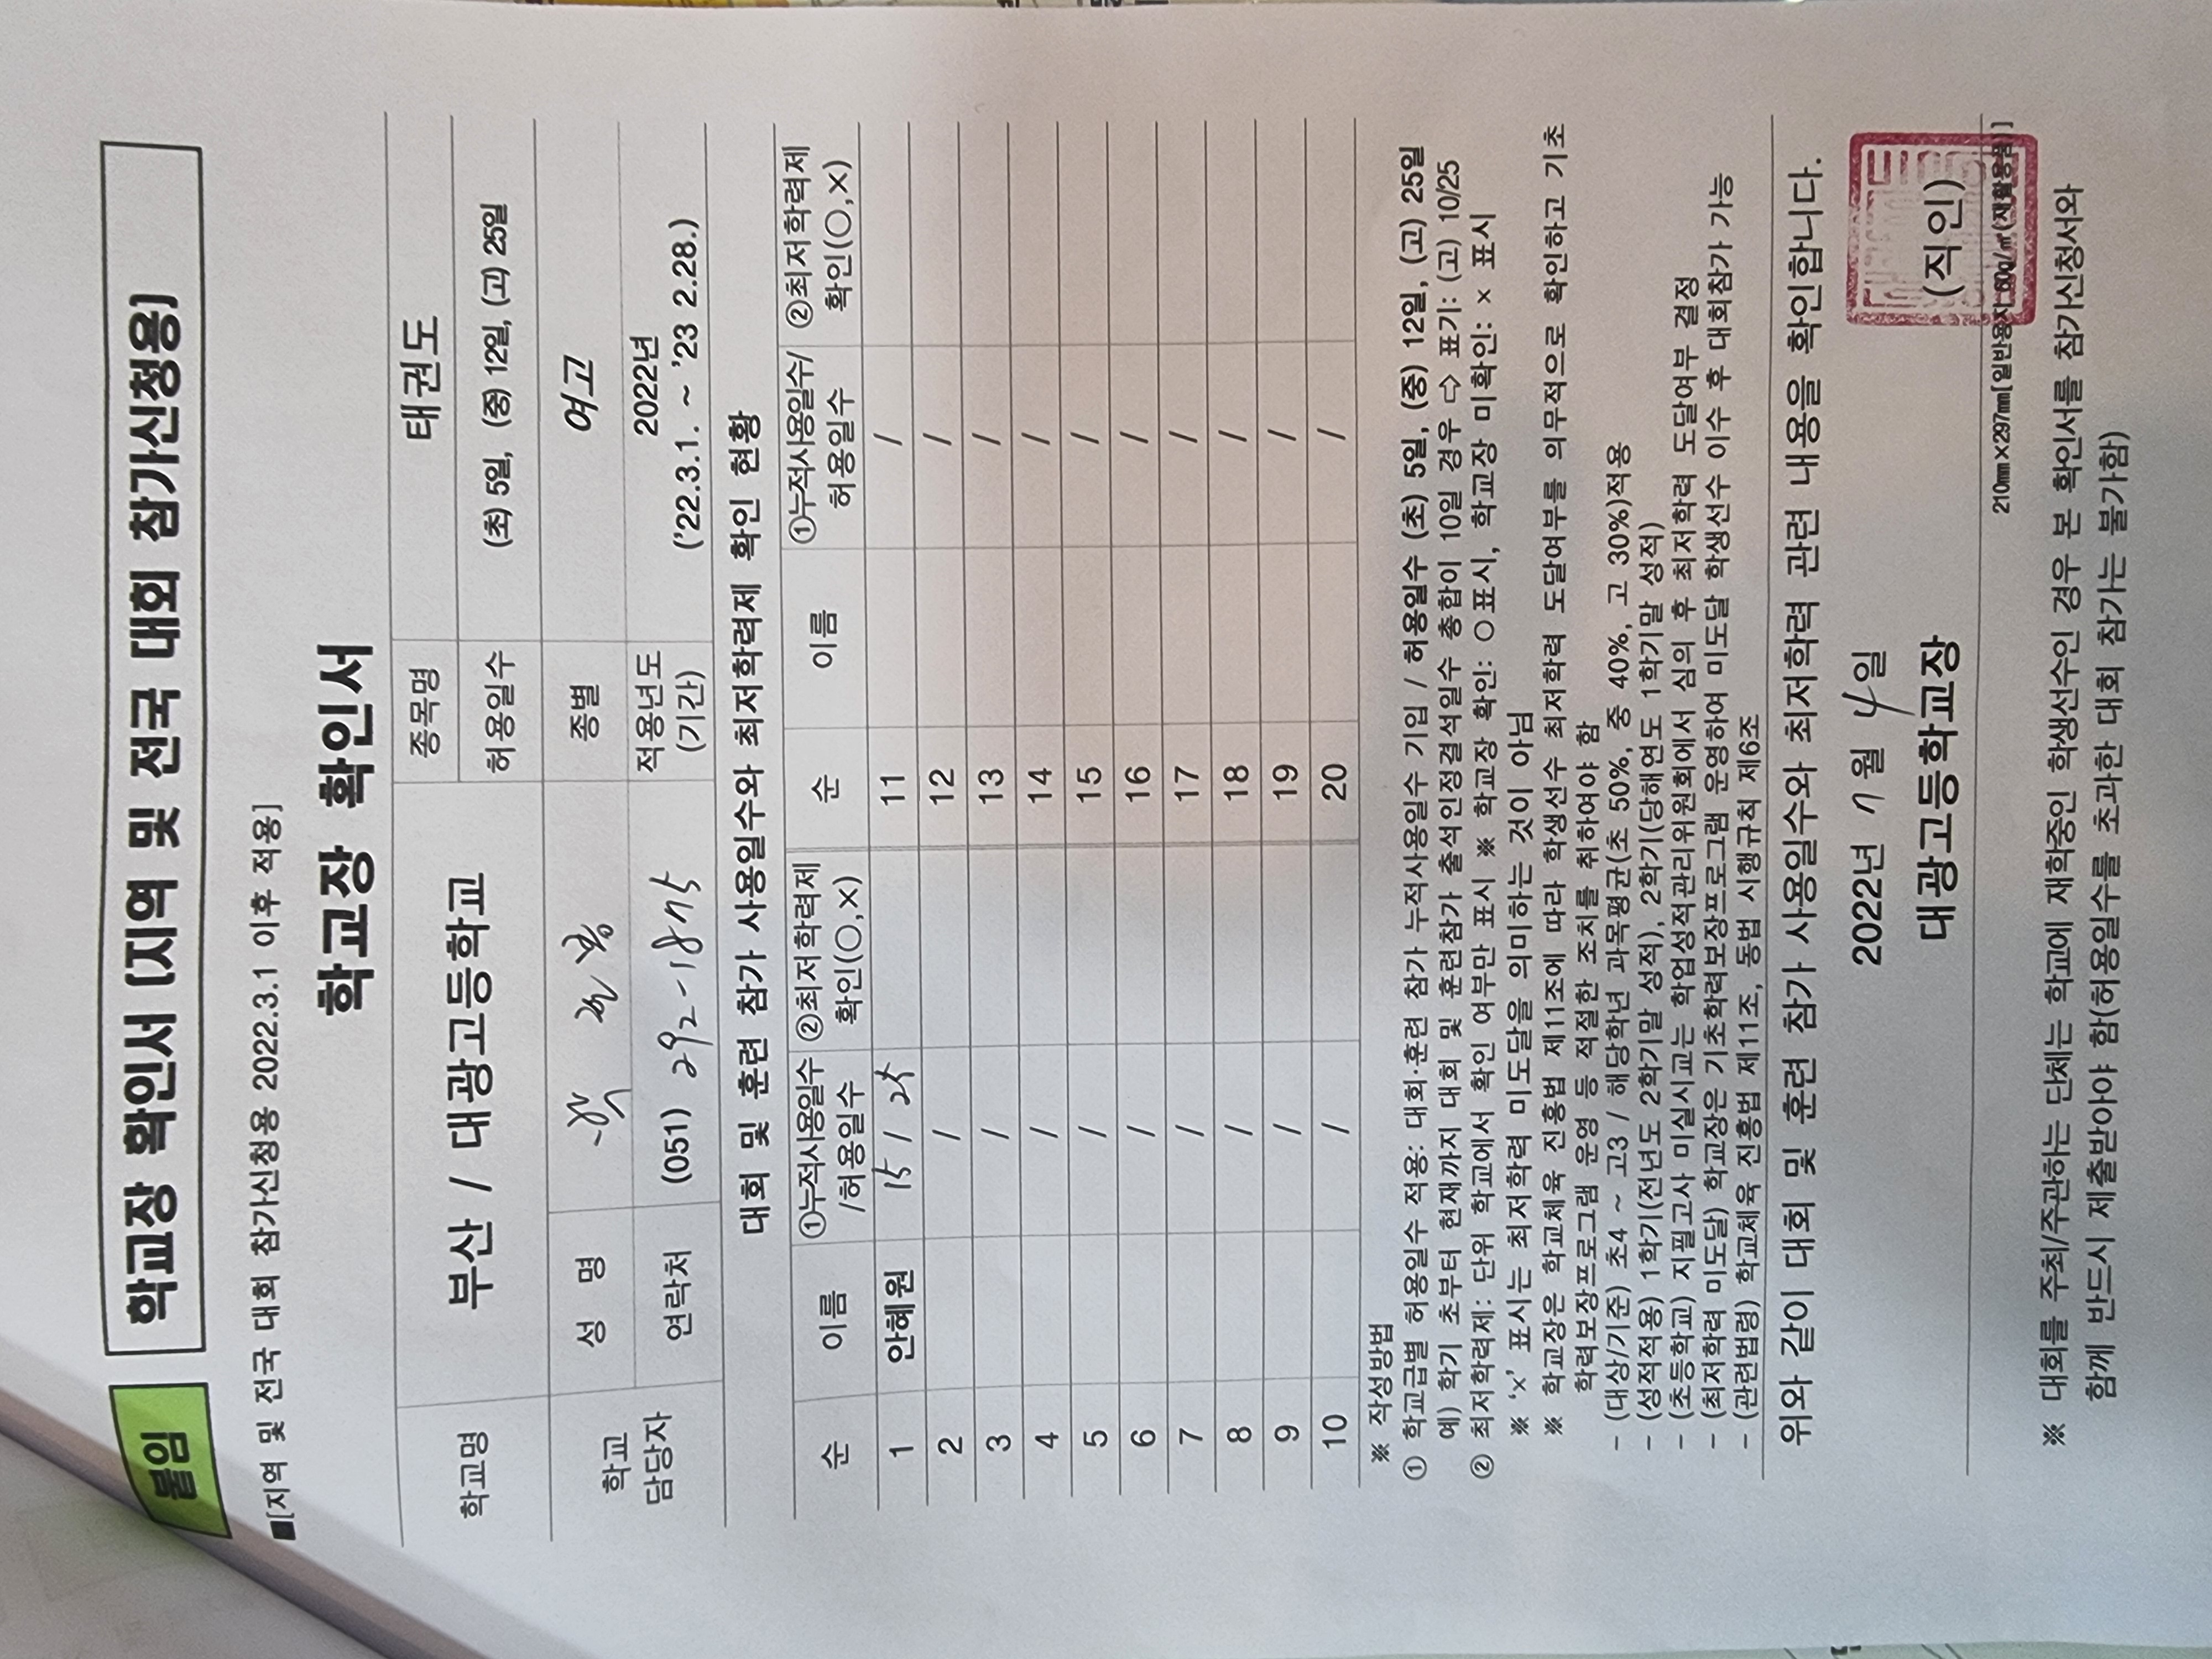 붙임
학교장 확인서 (지역 및 전국 대회 참가신청용)
■[지역 및 전국 대회 참가신청용 2022.3.1 이후 적용]
학교장 확인서
학교명 부산 / 대광고등학교 종목명 태권도
허용일수 (초) 5일, (중) 12일, (고) 25일
학교 담당자 성 명 종별 여고
연락처 (051) 292-1875 적용년도 (기간) 2022년 ('22.3.1. ~ '23 2.28.)
대회 및 훈련 참가 사용일수와 최저학력제 확인 현황
순 이름 ①누적사용일수 /허용일수 ②최저학력제 확인(○,×) 순 이름 ①누적사용일수/ 허용일수 ②최저학력제 확인(○,×)
1 안혜원 15 / 25 11 /
2 / 12 /
3 / 13 /
4 / 14 /
5 / 15 /
6 / 16 /
7 / 17 /
8 / 18 /
9 / 19 /
10 / 20 /
※ 작성방법
① 학교급별 허용일수 적용: 대회·훈련 참가 누적사용일수 기입 / 허용일수 (초) 5일, (중) 12일, (고) 25일
예) 학기 초부터 현재까지 대회 및 훈련참가 출석인정결석일수 총합이 10일 경우 ⇨ 표기: (고) 10/25
② 최저학력제: 단위 학교에서 확인 여부만 표시 ※ 학교장 확인: ○표시, 학교장 미확인: × 표시
※ '×' 표시는 최저학력 미도달을 의미하는 것이 아님
※ 학교장은 학교체육 진흥법 제11조에 따라 학생선수 최저학력 도달여부를 의무적으로 확인하고 기초
학력보장프로그램 운영 등 적절한 조치를 취하여야 함
- (대상/기준) 초4 ~ 고3 / 해당학년 과목평균(초 50%, 중 40%, 고 30%)적용
- (성적적용) 1학기(전년도 2학기말 성적), 2학기(당해연도 1학기말 성적)
- (초등학교) 지필고사 미실시교는 학업성적관리위원회에서 심의 후 최저학력 도달여부 결정
- (최저학력 미도달) 학교장은 기초학력보장프로그램 운영하여 미도달 학생선수 이수 후 대회참가 가능
- (관련법령) 학교체육 진흥법 제11조, 동법 시행규칙 제6조
위와 같이 대회 및 훈련 참가 사용일수와 최저학력 관련 내용을 확인합니다.
2022년 7월 4일
대광고등학교장 (직인)
210㎜×297㎜[일반용지 60g/㎡(재활용품)]
※ 대회를 주최/주관하는 단체는 학교에 재학중인 학생선수인 경우 본 확인서를 참가신청서와
함께 반드시 제출받아야 함(허용일수를 초과한 대회 참가는 불가함)